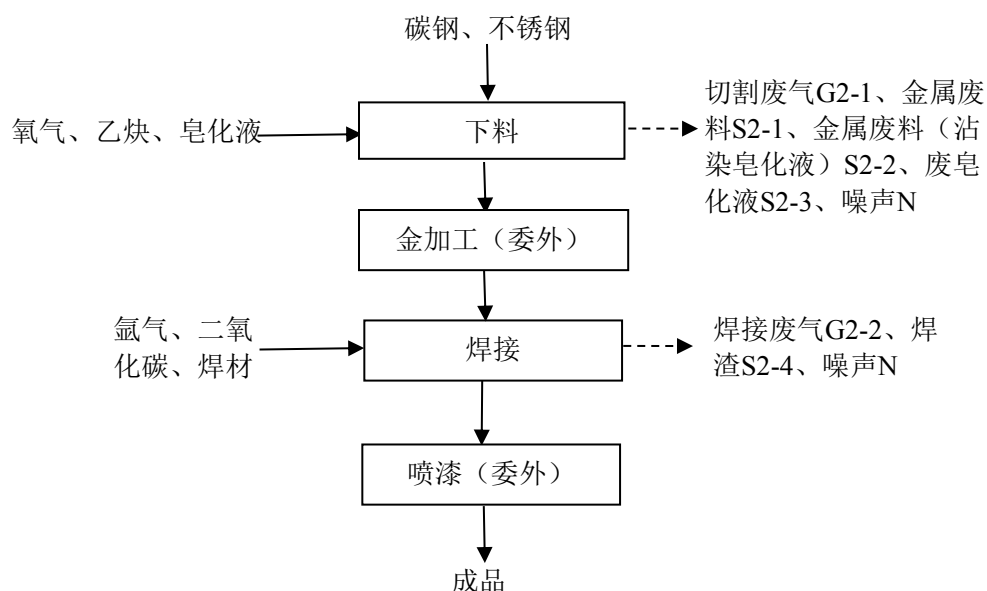 碳钢、不锈钢
氧气、乙炔、皂化液
下料
切割废气G2-1、金属废
料S2-1、金属废料（沾
染皂化液）S2-2、废皂
化液S2-3、噪声N
金加工（委外）
氩气、二氧
化碳、焊材
焊接
焊接废气G2-2、焊
渣S2-4、噪声N
喷漆（委外）
成品